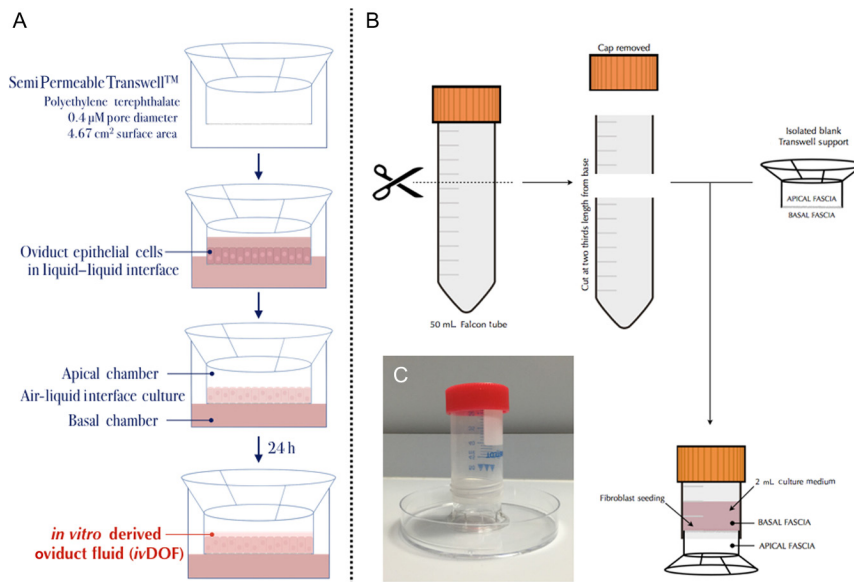 A
Semi Permeable Transwell™
Polyethylene terephthalate
0.4 µM pore diameter
4.67 cm² surface area
Oviduct epithelial cells
in liquid–liquid interface
Apical chamber
Air-liquid interface culture
Basal chamber
24 h
in vitro derived
oviduct fluid (ivDOF)
B
Cap removed
Cut at two thirds length from base
50 mL Falcon tube
Isolated blank
Transwell support
APICAL FASCIA
BASAL FASCIA
C
Fibroblast seeding
2 mL culture medium
BASAL FASCIA
APICAL FASCIA